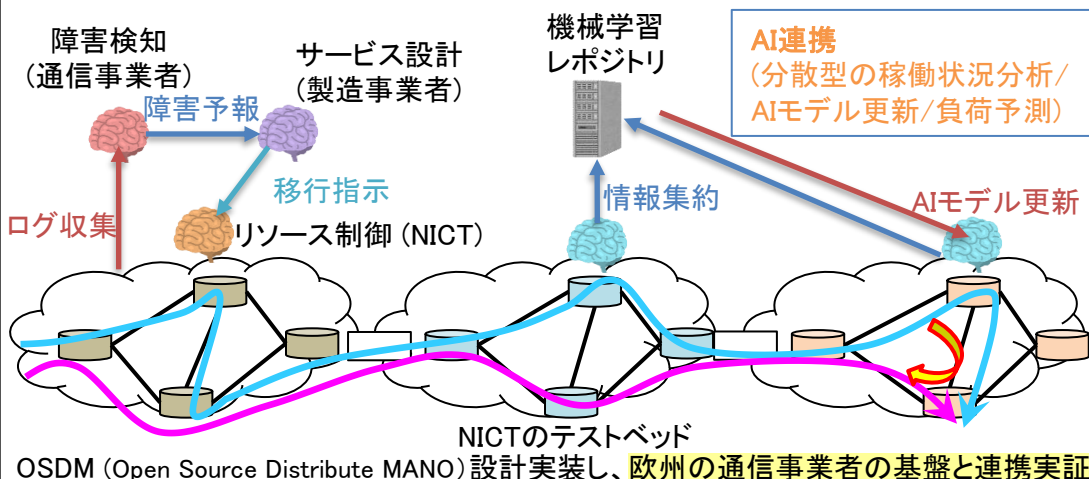 障害検知
(通信事業者)
サービス設計
(製造事業者)
障害予報
移行指示
ログ収集
リソース制御 (NICT)
機械学習
レポジトリ
情報集約
AI連携
(分散型の稼働状況分析/
AIモデル更新/負荷予測)
AIモデル更新
NICTのテストベッド
OSDM (Open Source Distribute MANO) 設計実装し、欧州の通信事業者の基盤と連携実証